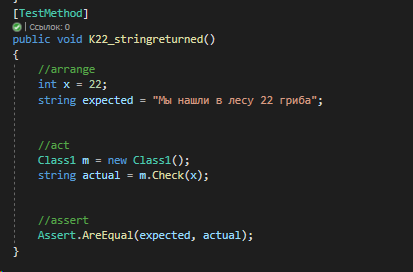 [TestMethod]
| Ссылок: 0
public void K22_stringreturned()
{
//arrange
int x = 22;
string expected = "Мы нашли в лесу 22 гриба";
//act
Class1 m = new Class1();
string actual = m.Check(x);
//assert
Assert.AreEqual(expected, actual);
}